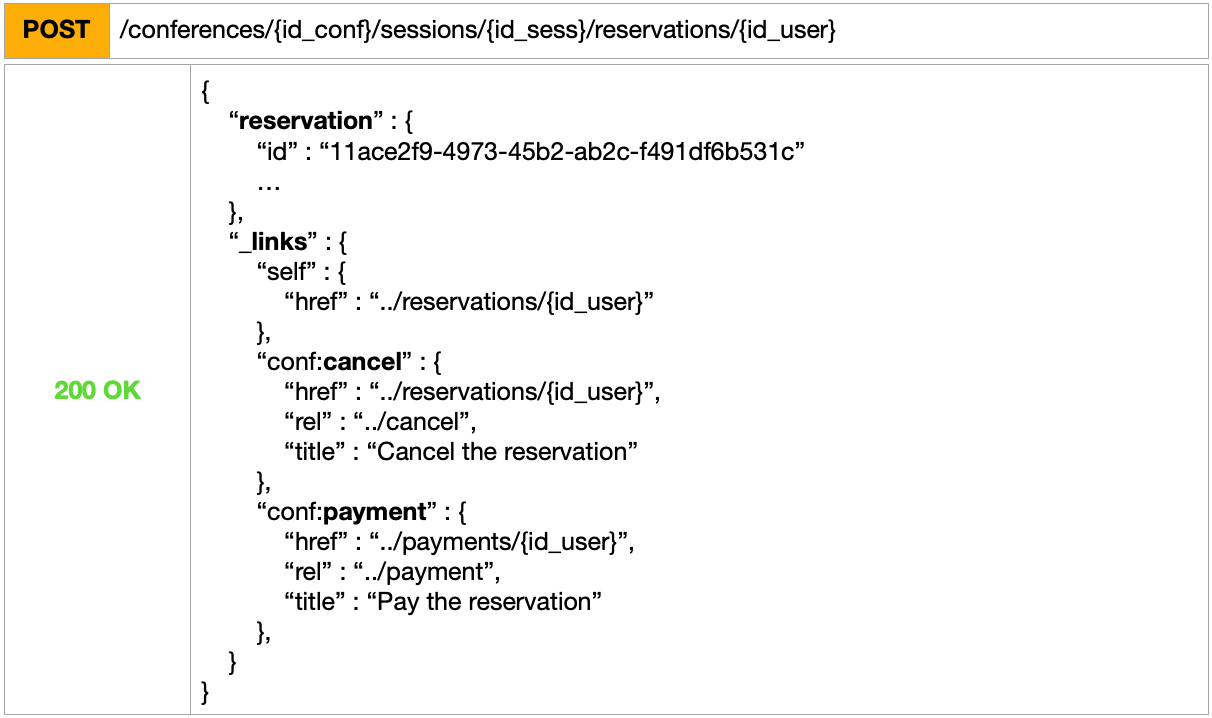 POST /conferences/{id_conf}/sessions/{id_sess}/reservations/{id_user}
200 OK
{
“reservation” : {
“id” : “11ace2f9-4973-45b2-ab2c-f491df6b531c”
…
},
“_links” : {
“self” : {
“href” : “../reservations/{id_user}”
},
“conf:cancel” : {
“href” : “../reservations/{id_user}”,
“rel” : “../cancel”,
“title” : “Cancel the reservation”
},
“conf:payment” : {
“href” : “../payments/{id_user}”,
“rel” : “../payment”,
“title” : “Pay the reservation”
},
}
}